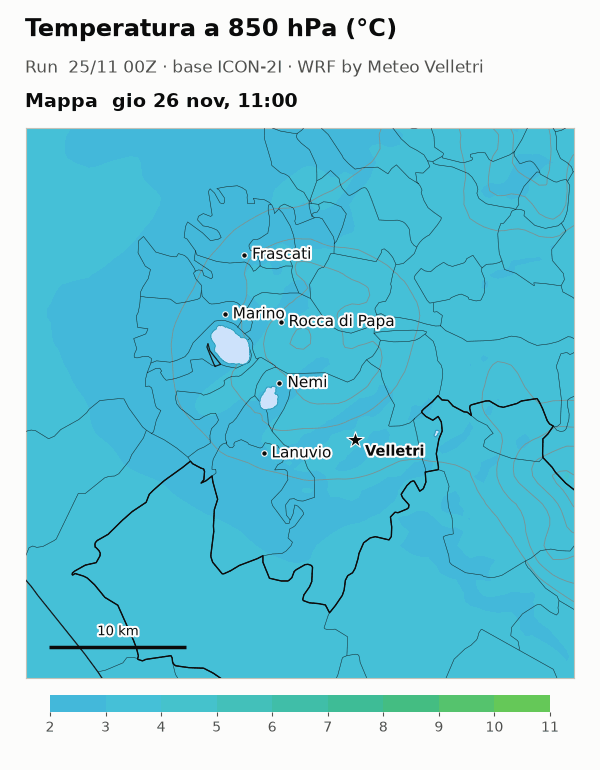 Temperatura a 850 hPa (°C)
Run  25/11 00Z · base ICON-2I · WRF by Meteo Velletri
Mappa  gio 26 nov, 11:00
Frascati
Marino
Rocca di Papa
Nemi
Velletri
Lanuvio
10 km
2 3 4 5 6 7 8 9 10 11